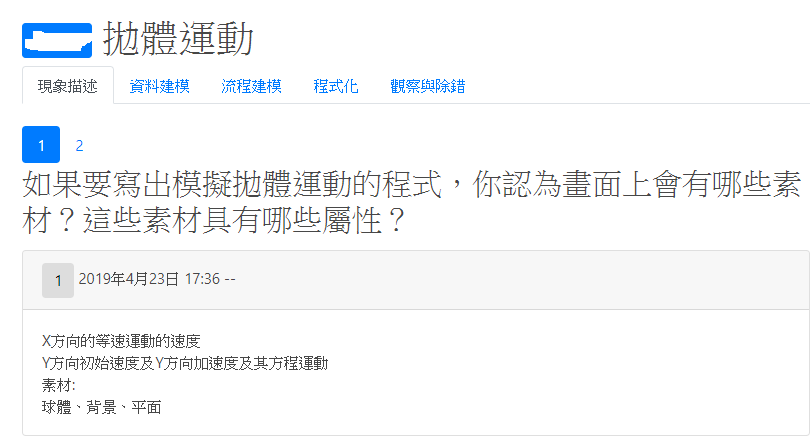 拋體運動
現象描述 資料建模 流程建模 程式化 觀察與除錯
1 2
如果要寫出模擬拋體運動的程式，你認為畫面上會有哪些素
材？這些素材具有哪些屬性？
1 2019年4月23日 17:36 --
X方向的等速運動的速度
Y方向初始速度及Y方向加速度及其方程運動
素材:
球體、背景、平面